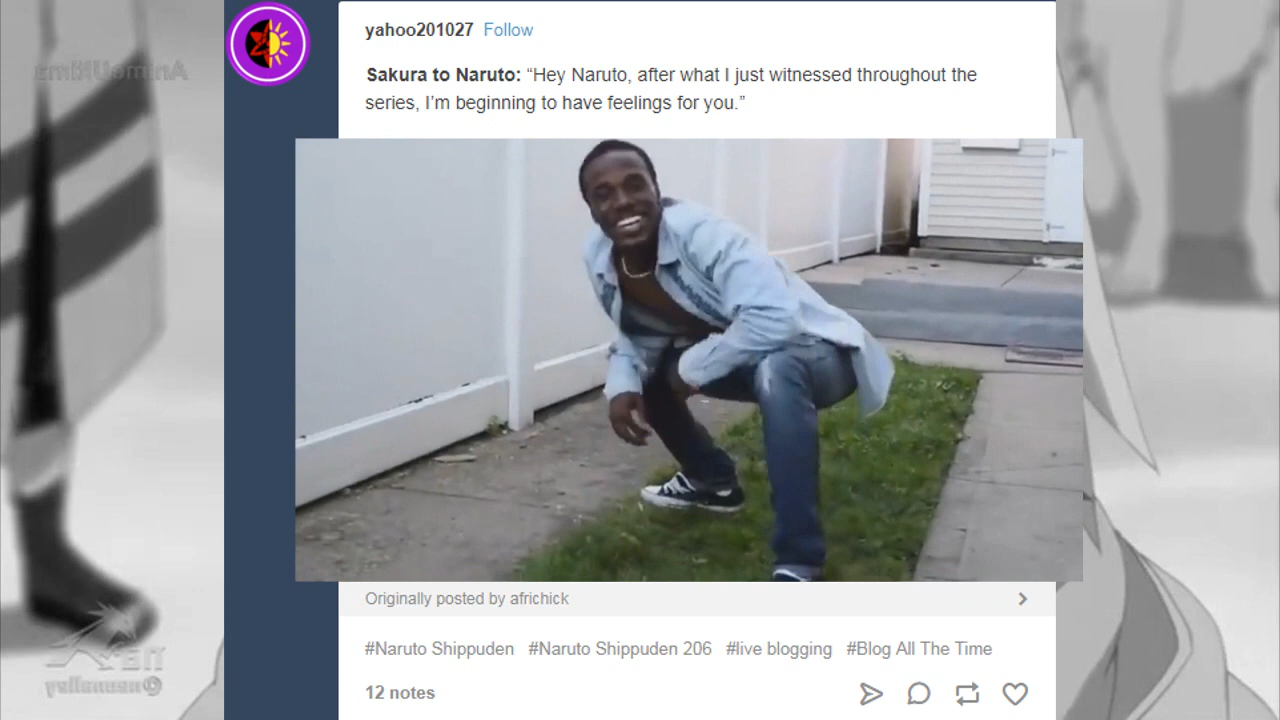 yahoo201027 Follow
Sakura to Naruto: “Hey Naruto, after what I just witnessed throughout the
series, I’m beginning to have feelings for you.”
Originally posted by africhick
#Naruto Shippuden #Naruto Shippuden 206 #live blogging #Blog All The Time
12 notes